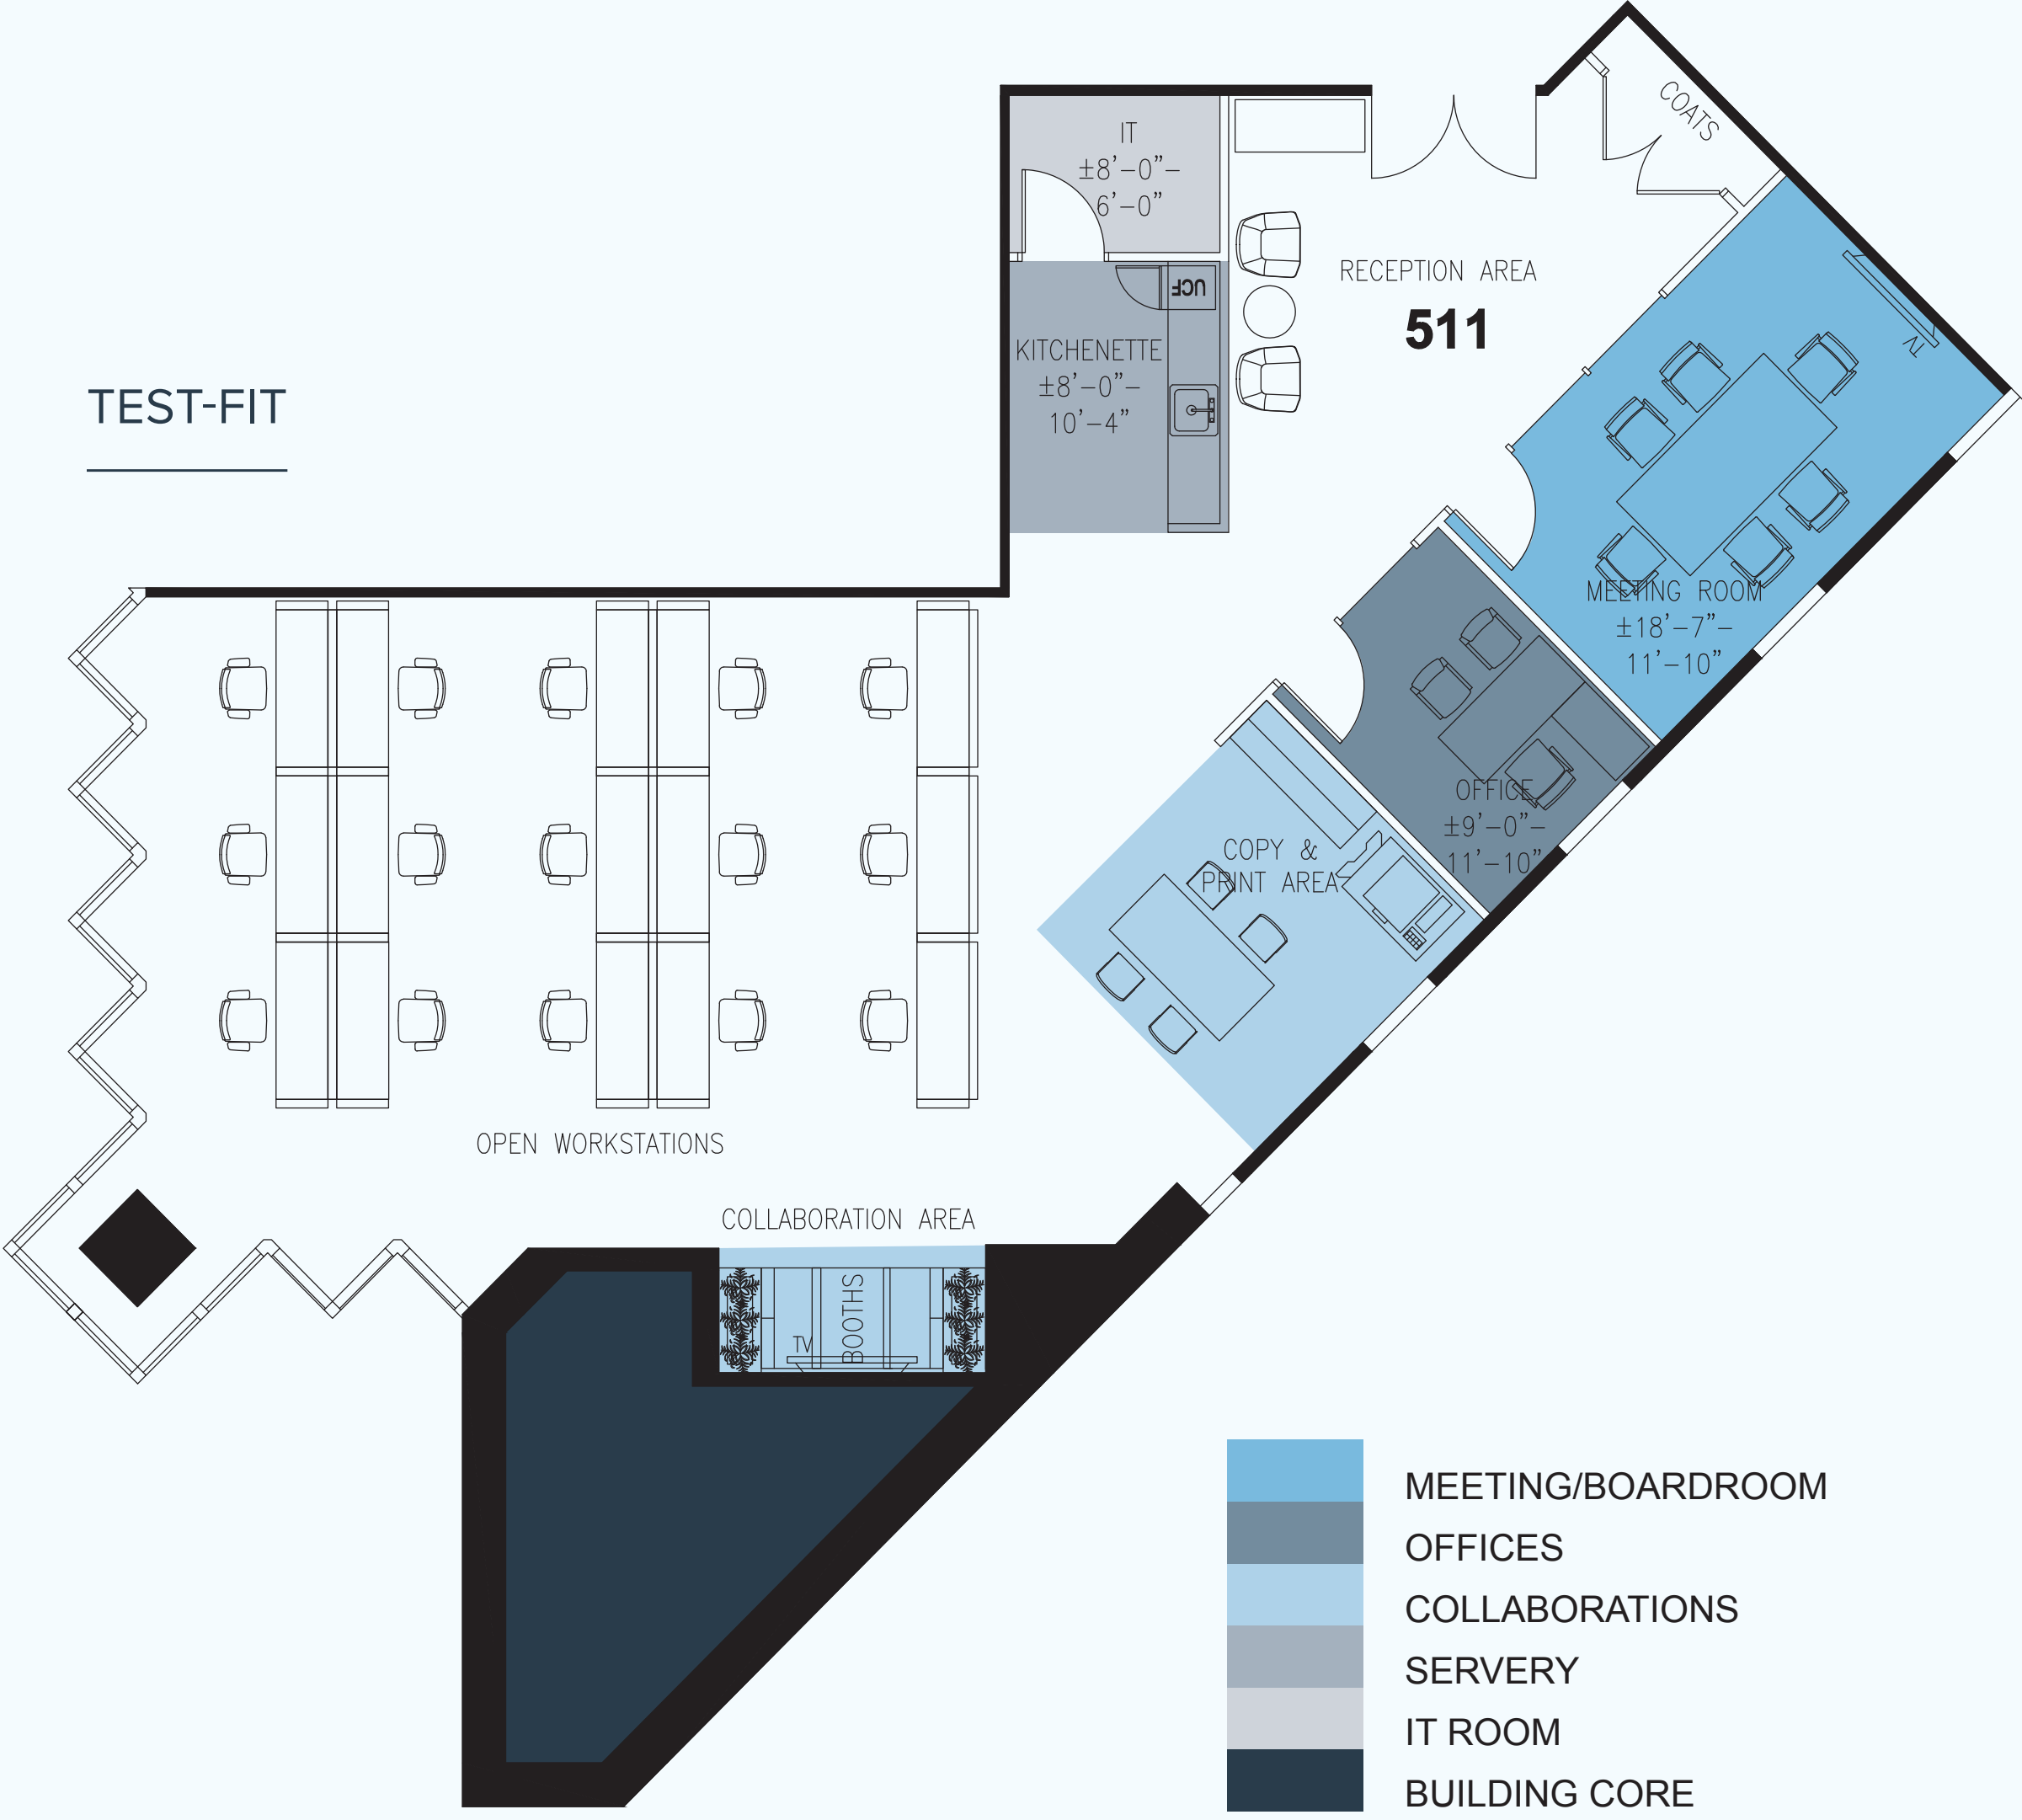 COATS
IT
±8’-0”-
6’-0”
RECEPTION AREA
511
UCF
KITCHENETTE
±8’-0”-
10’-4”
TV
TEST-FIT
MEETING ROOM
±18’-7”-
11’-10”
OFFICE
±9’-0”-
11’-10”
COPY &
PRINT AREA
OPEN WORKSTATIONS
COLLABORATION AREA
BOOTHS
TV
MEETING/BOARDROOM
OFFICES
COLLABORATIONS
SERVERY
IT ROOM
BUILDING CORE